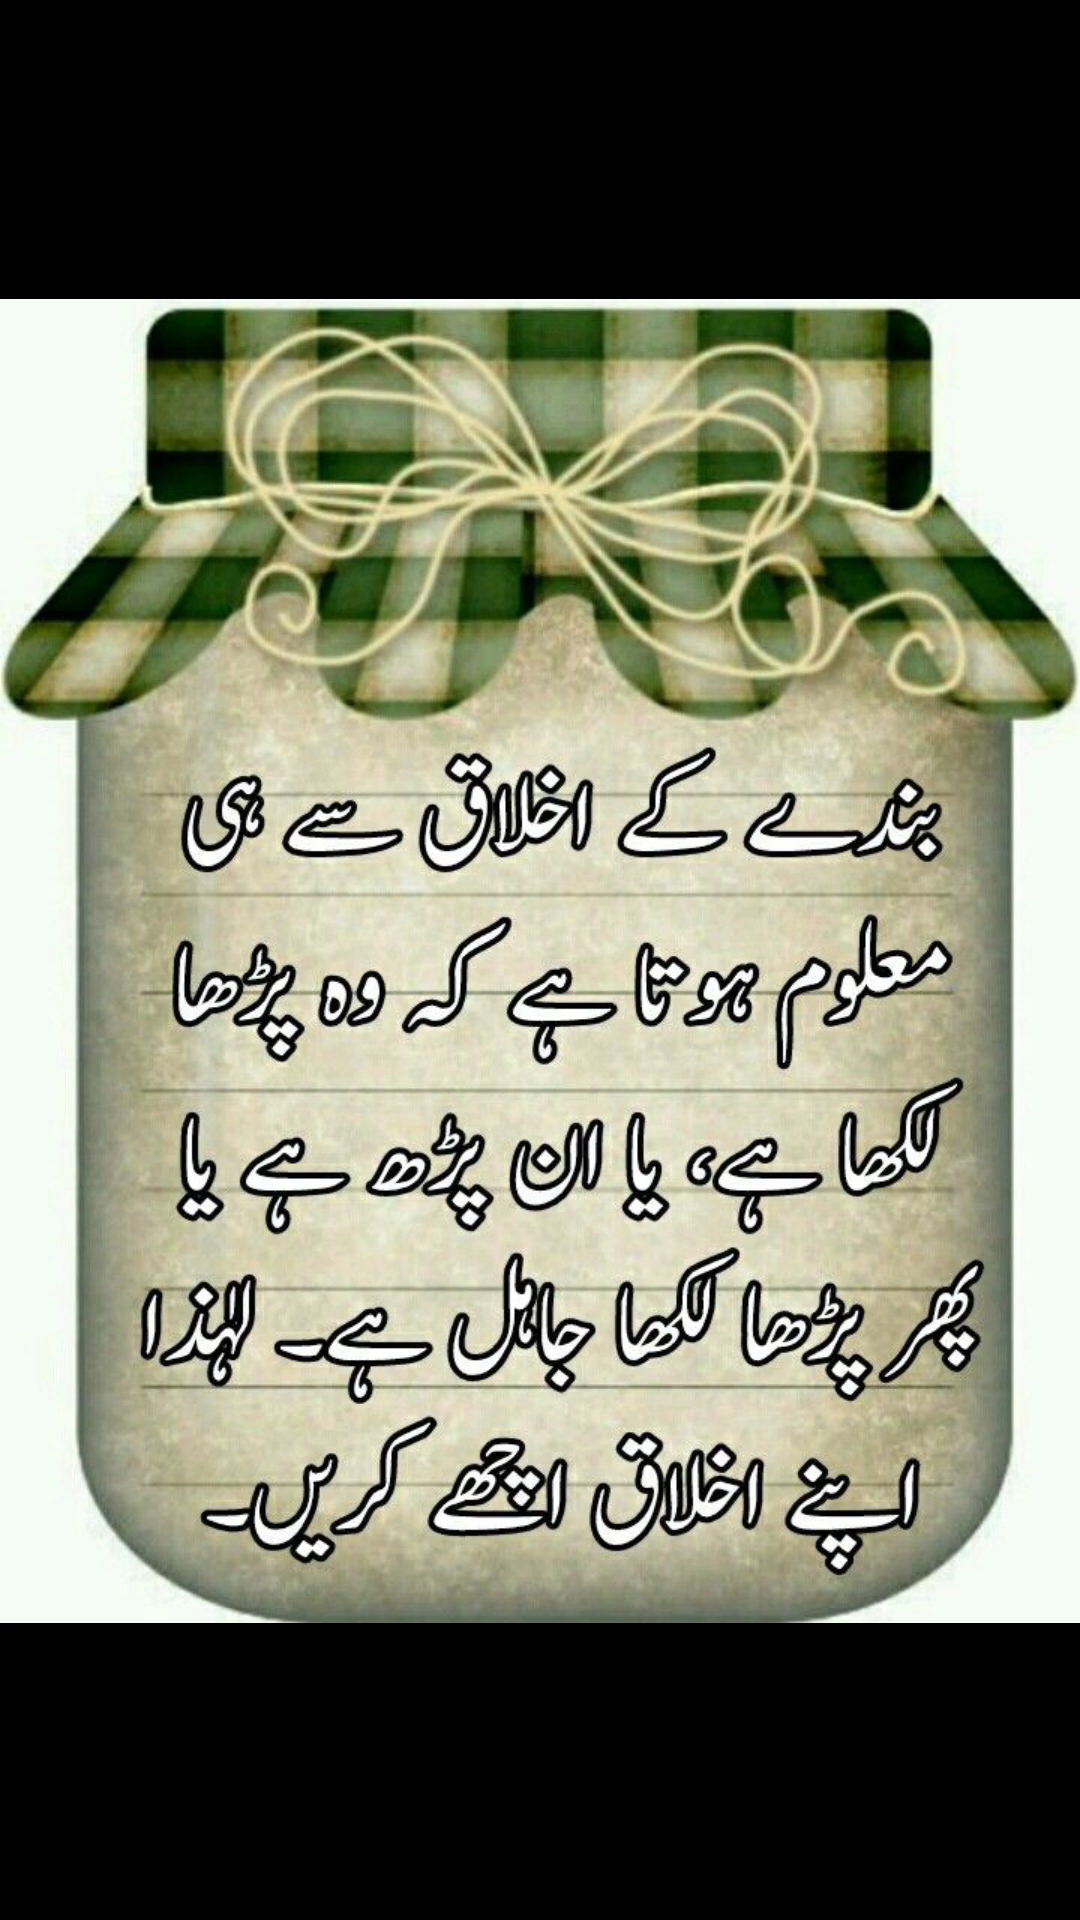 بندے کے اخلاق سے ہی
معلوم ہوتا ہے کہ وہ پڑھا
لکھا ہے، یا ان پڑھ ہے یا
پھر پڑھا لکھا جاہل ہے۔ لہٰذا
اپنے اخلاق اچھے کریں۔